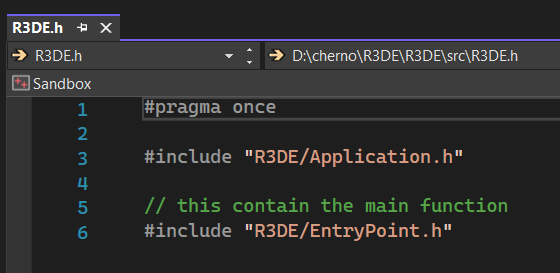 R3DE.h
R3DE.h D:\cherno\R3DE\R3DE\src\R3DE.h
Sandbox
1 #pragma once
2
3 #include "R3DE/Application.h"
4
5 // this contain the main function
6 #include "R3DE/EntryPoint.h"